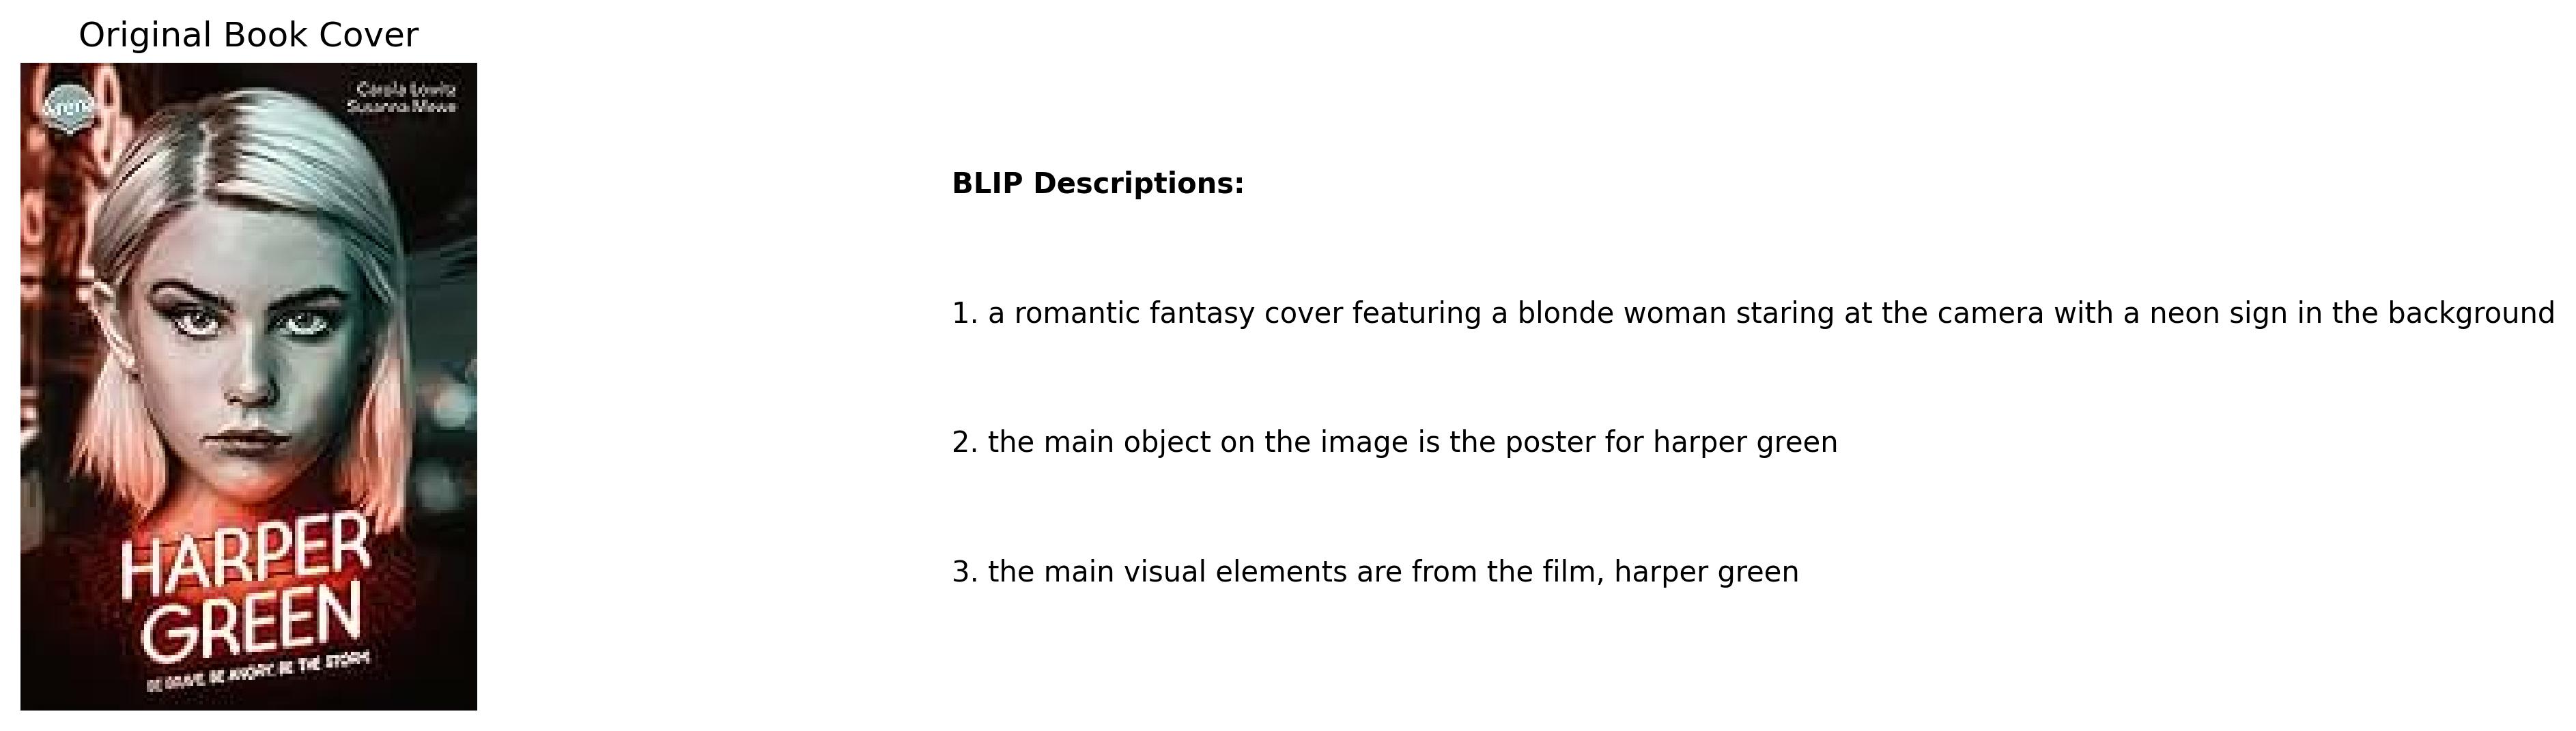 Original Book Cover
Arena
Carola Lowitz
Susanna Mewe
HARPER
GREEN
BE BRAVE. BE ANGRY. BE THE STORM.
BLIP Descriptions:
1. a romantic fantasy cover featuring a blonde woman staring at the camera with a neon sign in the background
2. the main object on the image is the poster for harper green
3. the main visual elements are from the film, harper green